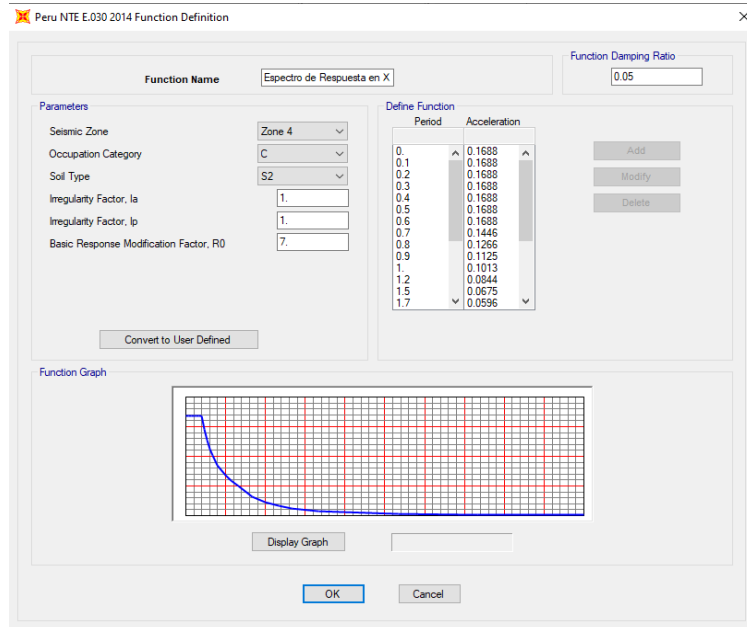 Peru NTE E.030 2014 Function Definition
Function Name
Espectro de Respuesta en X
Function Damping Ratio
0.05
Parameters
Seismic Zone
Zone 4
Occupation Category
C
Soil Type
S2
Irregularity Factor, Ia
1.
Irregularity Factor, Ip
1.
Basic Response Modification Factor, R0
7.
Convert to User Defined
Define Function
Period Acceleration
0. 0.1688
0.1 0.1688
0.2 0.1688
0.3 0.1688
0.4 0.1688
0.5 0.1688
0.6 0.1688
0.7 0.1446
0.8 0.1266
0.9 0.1125
1. 0.1013
1.2 0.0844
1.5 0.0675
1.7 0.0596
Add
Modify
Delete
Function Graph
Display Graph
OK
Cancel